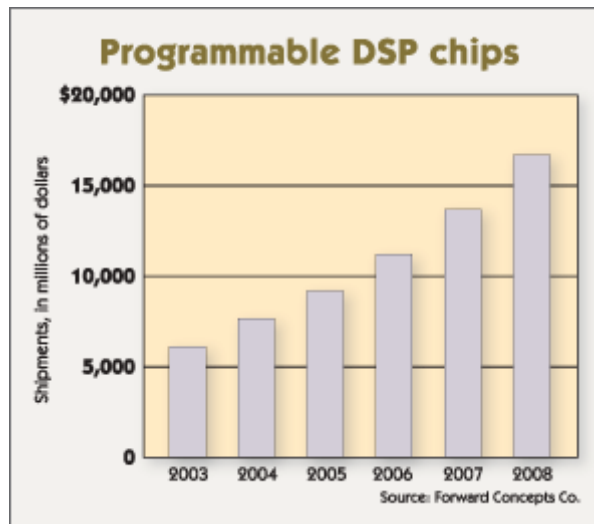 Programmable DSP chips
$20,000
15,000
10,000
5,000
0
Shipments, in millions of dollars
2003 2004 2005 2006 2007 2008
Source: Forward Concepts Co.